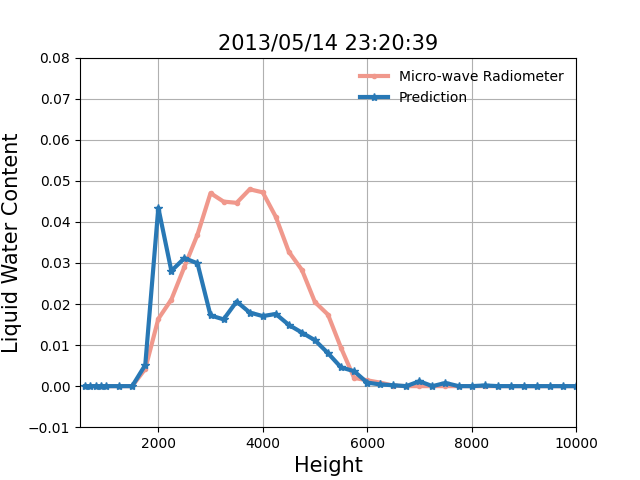 2013/05/14 23:20:39
Micro-wave Radiometer
Prediction
0.08
0.07
0.06
0.05
0.04
0.03
0.02
0.01
0.00
−0.01
Liquid Water Content
2000 4000 6000 8000 10000
Height